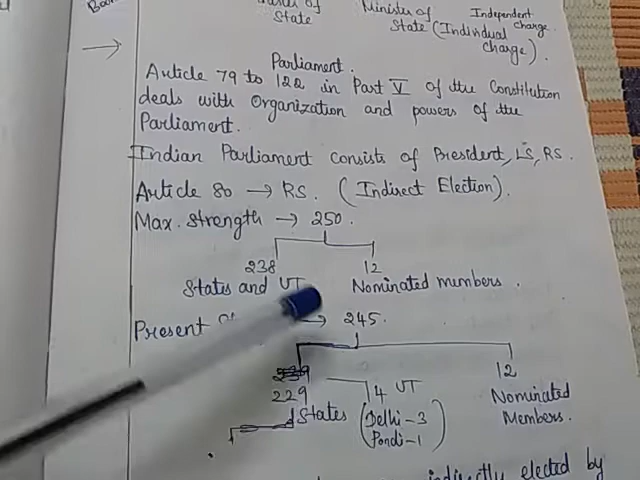 State
Minister of
State (Individual
charge).
Independent
charge
Parliament.
Article 79 to 122 in Part V of the Constitution
deals with Organization and powers of the
Parliament.
Indian Parliament consists of President, LS, RS.
Article 80 → RS. (Indirect Election).
Max. Strength → 250.
238 12
States and UT Nominated members.
Present → 245.
229 4 UT 12
States (Delhi-3 Nominated
Pondi-1) Members.
indirectly elected by